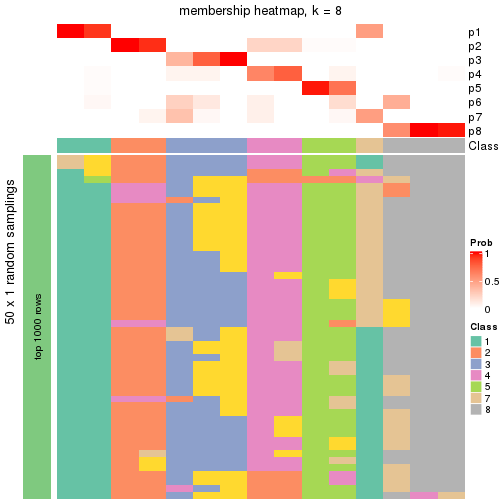 membership heatmap, k = 8
p1
p2
p3
p4
p5
p6
p7
p8
Class
50 x 1 random samplings
top 1000 rows
Prob
1
0.5
0
Class
1
2
3
4
5
7
8